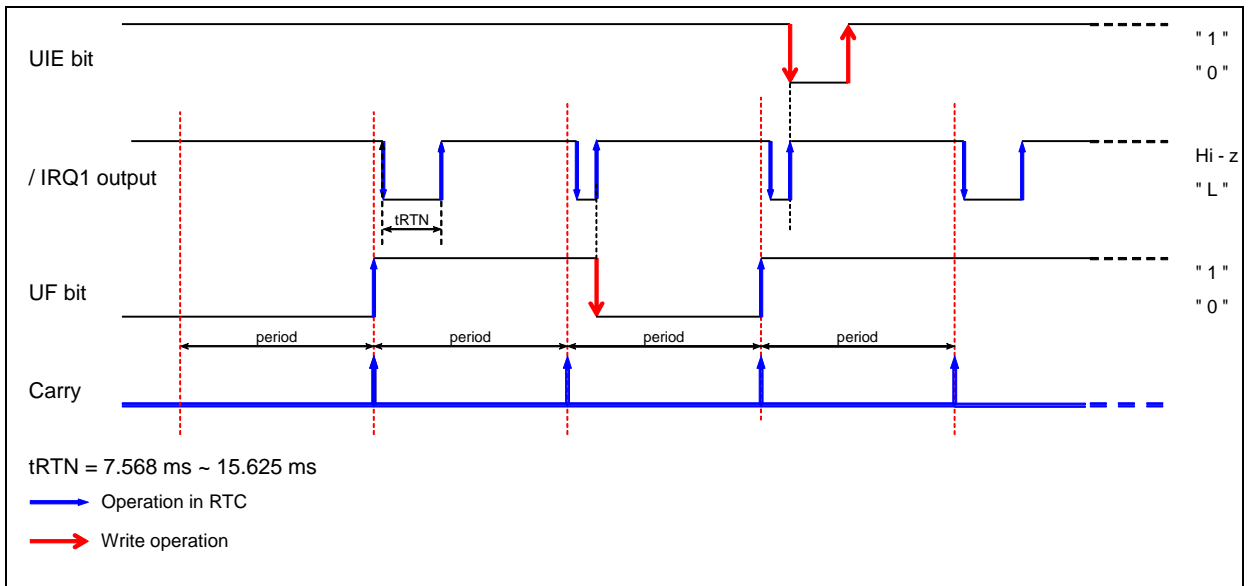 UIE bit
" 1 "
" 0 "
/ IRQ1 output
Hi - z
" L "
tRTN
UF bit
" 1 "
" 0 "
period period period period
Carry
tRTN = 7.568 ms ~ 15.625 ms
Operation in RTC
Write operation